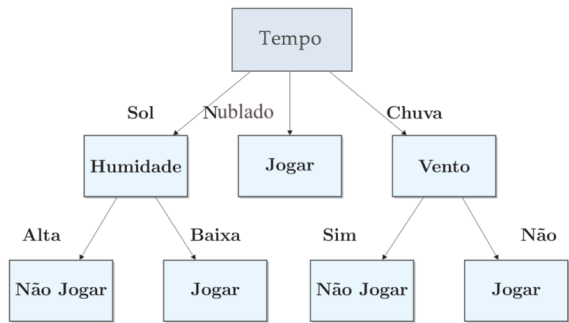 Tempo
Sol Nublado Chuva
Humidade Jogar Vento
Alta Baixa Sim Não
Não Jogar Jogar Não Jogar Jogar